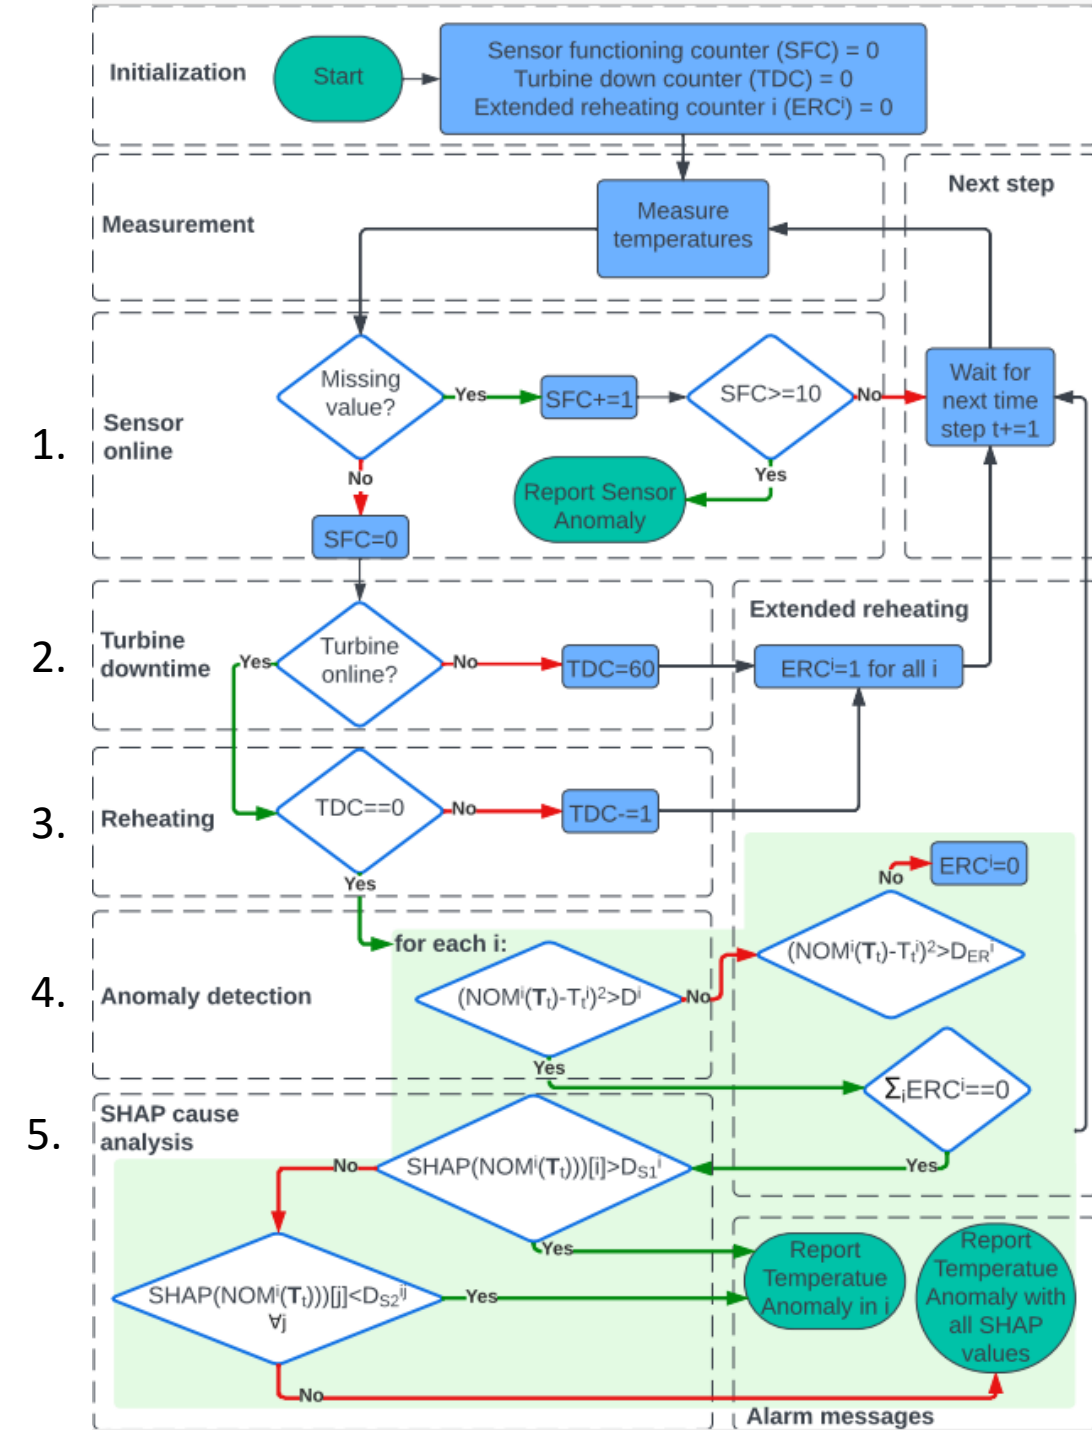 Initialization
Start
Sensor functioning counter (SFC) = 0
Turbine down counter (TDC) = 0
Extended reheating counter i (ERCⁱ) = 0
Measurement
Measure
temperatures
Next step
1.
Sensor
online
Missing
value?
Yes
SFC+=1
SFC>=10
No
Wait for
next time
step t+=1
No
Yes
Report Sensor
Anomaly
SFC=0
2.
Turbine
downtime
Yes
Turbine
online?
No
TDC=60
Extended reheating
ERCⁱ=1 for all i
3.
Reheating
TDC==0
No
TDC-=1
Yes
No
ERCⁱ=0
4.
Anomaly detection
for each i:
(NOMⁱ(Tₜ)-Tₜⁱ)²>Dⁱ
No
(NOMⁱ(Tₜ)-Tₜⁱ)²>D_ERⁱ
Yes
ΣᵢERCⁱ==0
5.
SHAP cause
analysis
No
SHAP(NOMⁱ(Tₜ)))[i]>D_S1ⁱ
Yes
Yes
SHAP(NOMⁱ(Tₜ)))[j]<D_S2ⁱʲ
∀j
Yes
No
Report
Temperatue
Anomaly in i
Report
Temperatue
Anomaly with
all SHAP
values
Alarm messages